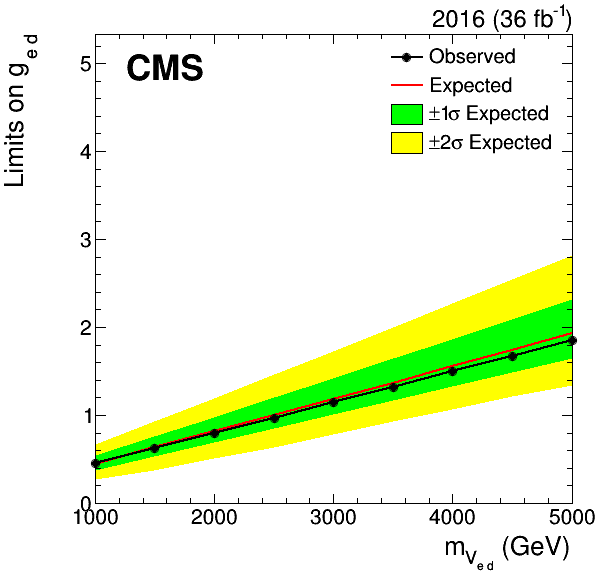 2016 (36 fb⁻¹)
CMS
Observed
Expected
±1σ Expected
±2σ Expected
Limits on g_ed
5
4
3
2
1
0
1000 2000 3000 4000 5000
m_V_ed (GeV)